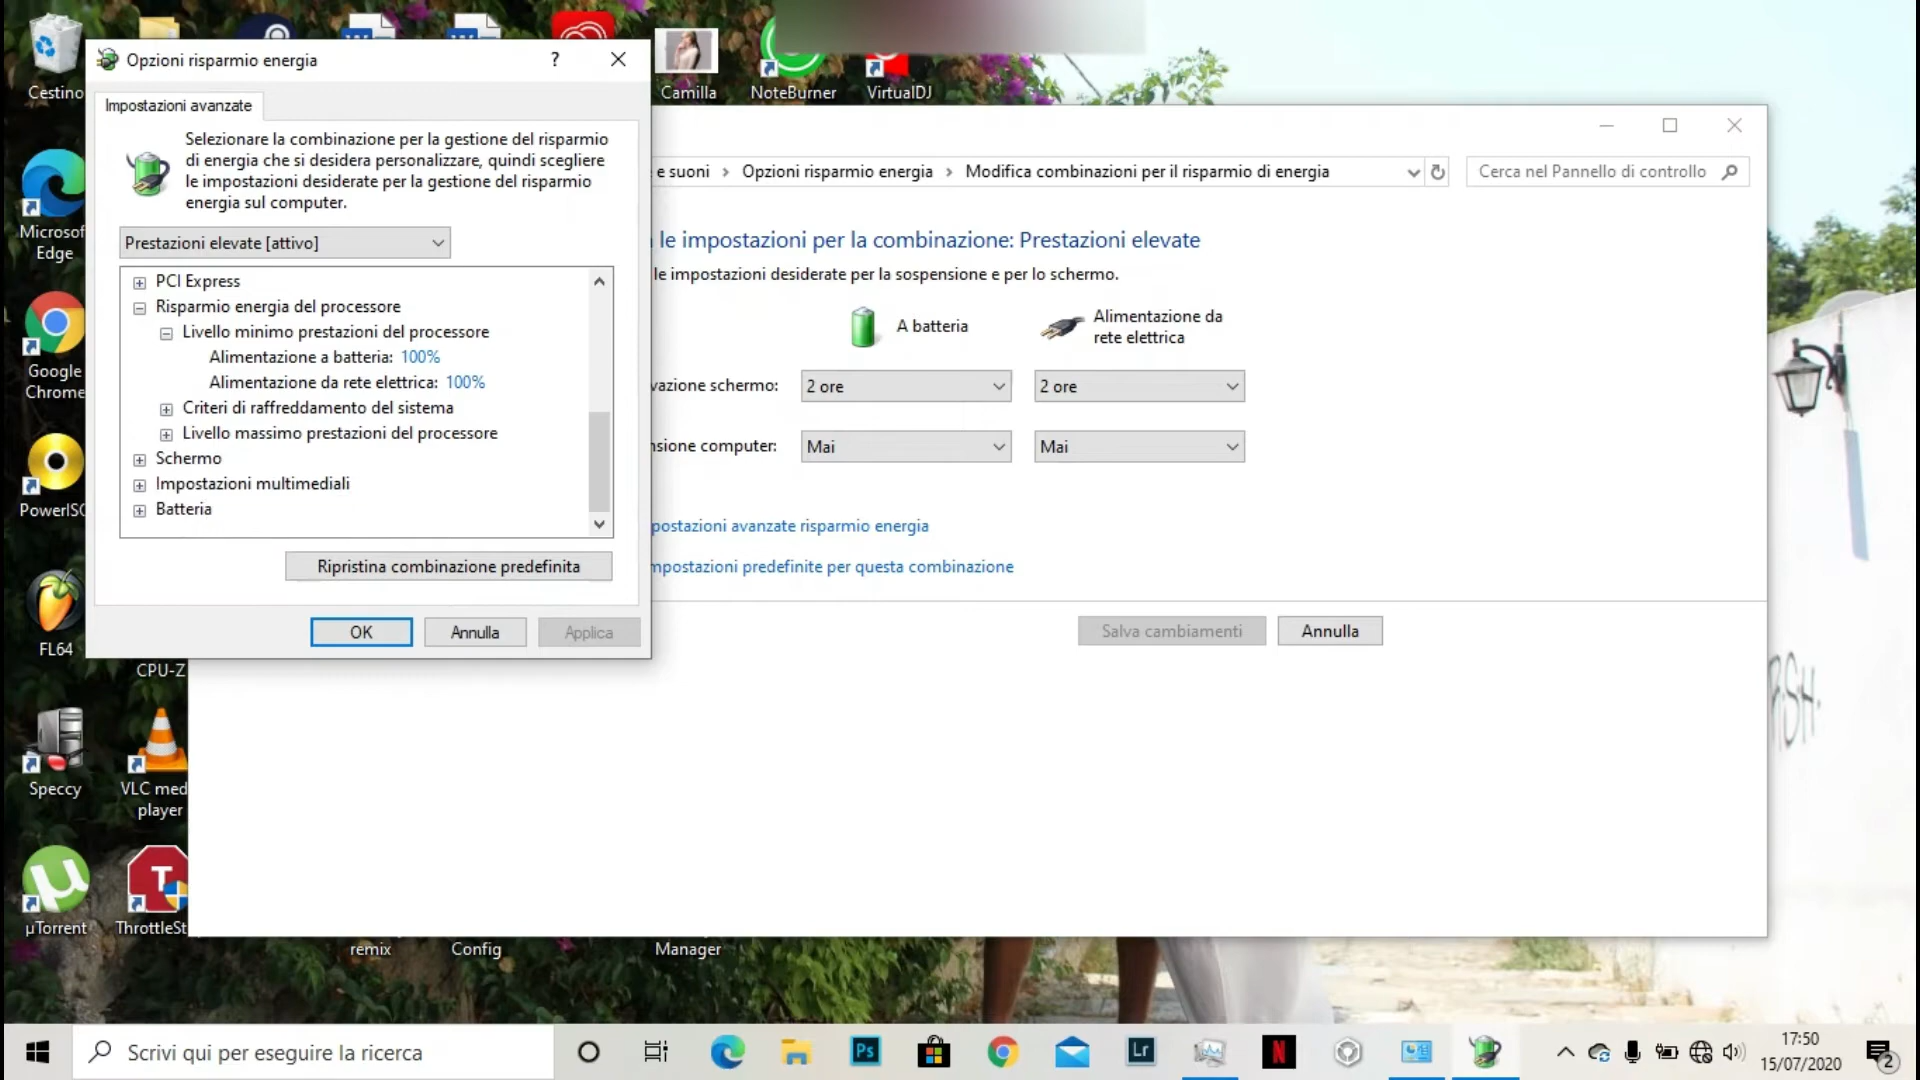 Cestino
Camilla
NoteBurner
VirtualDJ
Opzioni risparmio energia
?
Impostazioni avanzate
Selezionare la combinazione per la gestione del risparmio
di energia che si desidera personalizzare, quindi scegliere
le impostazioni desiderate per la gestione del risparmio
energia sul computer.
Prestazioni elevate [attivo]
PCI Express
Risparmio energia del processore
Livello minimo prestazioni del processore
Alimentazione a batteria: 100%
Alimentazione da rete elettrica: 100%
Criteri di raffreddamento del sistema
Livello massimo prestazioni del processore
Schermo
Impostazioni multimediali
Batteria
Ripristina combinazione predefinita
OK
Annulla
Applica
e suoni > Opzioni risparmio energia > Modifica combinazioni per il risparmio di energia
Cerca nel Pannello di controllo
le impostazioni per la combinazione: Prestazioni elevate
le impostazioni desiderate per la sospensione e per lo schermo.
A batteria
Alimentazione da
rete elettrica
vazione schermo:
2 ore
2 ore
nsione computer:
Mai
Mai
postazioni avanzate risparmio energia
mpostazioni predefinite per questa combinazione
Salva cambiamenti
Annulla
Microsof
Edge
Google
Chrome
PowerISO
FL64
CPU-Z
Speccy
VLC med
player
µTorrent
ThrottleSt
remix
Config
Manager
Scrivi qui per eseguire la ricerca
Ps
Lr
N
17:50
15/07/2020
2